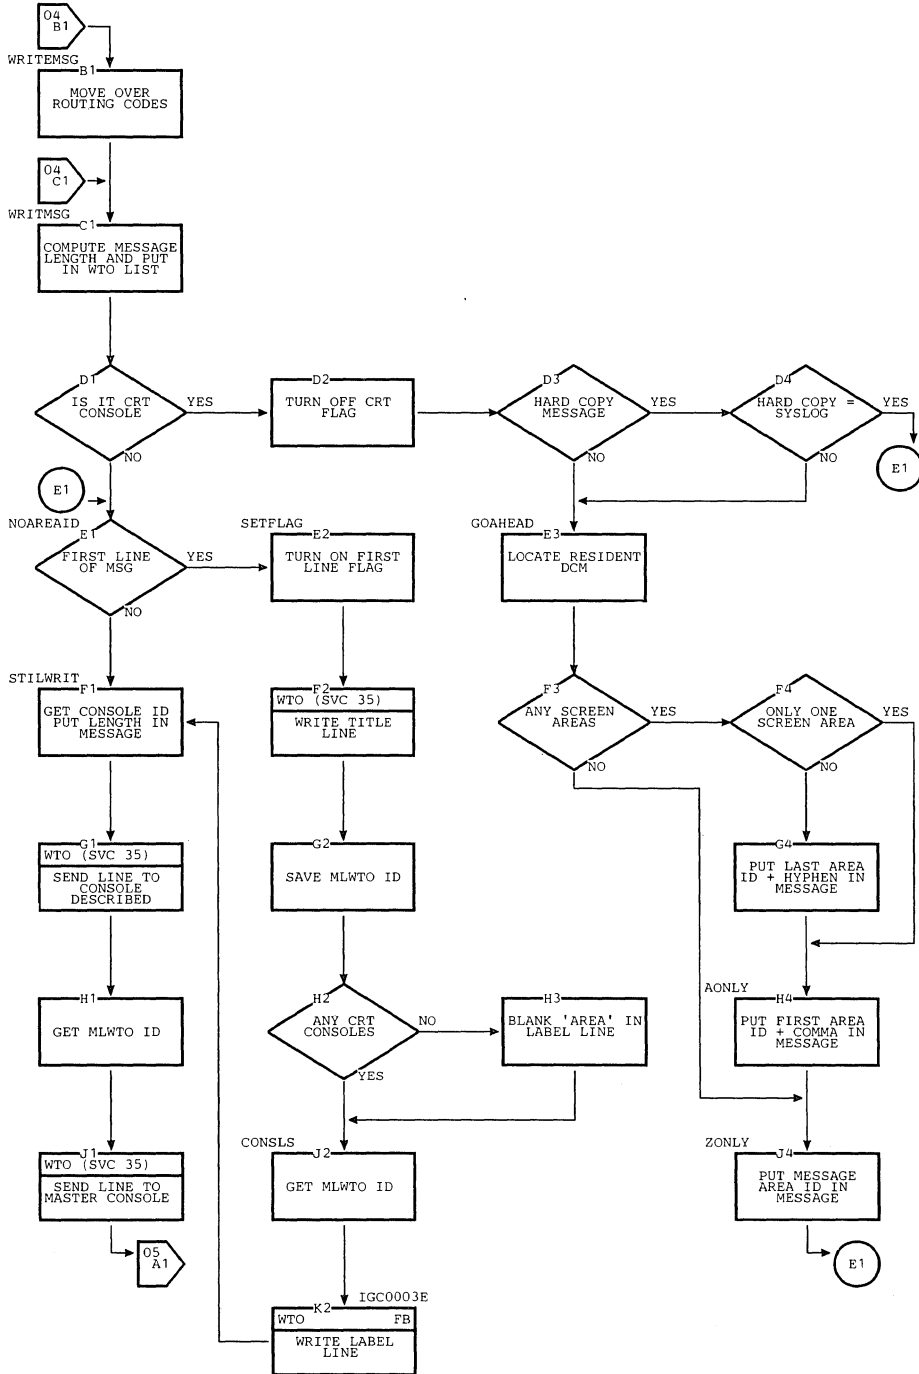 04
B1
WRITEMSG
B1
MOVE OVER
ROUTING CODES
04
C1
WRITMSG
C1
COMPUTE MESSAGE
LENGTH AND PUT
IN WTO LIST
D1
IS IT CRT
CONSOLE
YES
NO
D2
TURN OFF CRT
FLAG
D3
HARD COPY
MESSAGE
YES
NO
D4
HARD COPY =
SYSLOG
YES
NO
E1
E1
NOAREAID
E1
FIRST LINE
OF MSG
YES
NO
SETFLAG
E2
TURN ON FIRST
LINE FLAG
GOAHEAD
E3
LOCATE RESIDENT
DCM
STILWRIT
F1
GET CONSOLE ID
PUT LENGTH IN
MESSAGE
F2
WTO (SVC 35)
WRITE TITLE
LINE
F3
ANY SCREEN
AREAS
YES
NO
F4
ONLY ONE
SCREEN AREA
YES
NO
G1
WTO (SVC 35)
SEND LINE TO
CONSOLE
DESCRIBED
G2
SAVE MLWTO ID
G4
PUT LAST AREA
ID + HYPHEN IN
MESSAGE
H1
GET MLWTO ID
H2
ANY CRT
CONSOLES
NO
YES
H3
BLANK 'AREA' IN
LABEL LINE
AONLY
H4
PUT FIRST AREA
ID + COMMA IN
MESSAGE
J1
WTO (SVC 35)
SEND LINE TO
MASTER CONSOLE
CONSLS
J2
GET MLWTO ID
ZONLY
J4
PUT MESSAGE
AREA ID IN
MESSAGE
05
A1
E1
IGC0003E
K2
WTO FB
WRITE LABEL
LINE